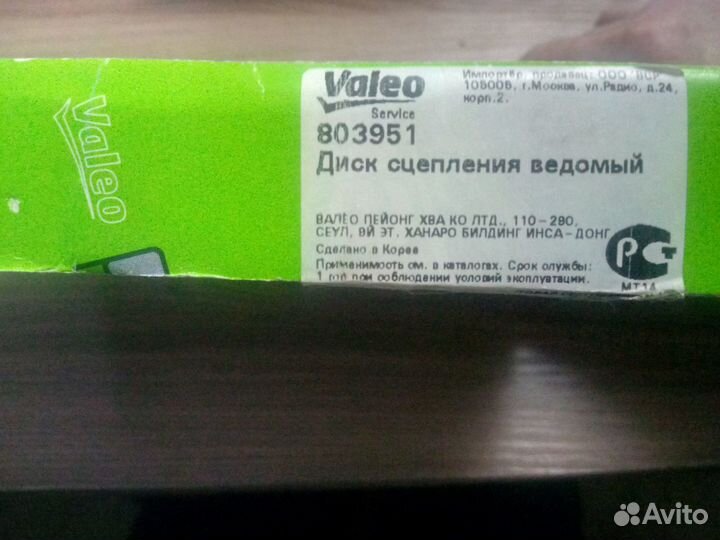 Valeo
Valeo
Service
803951
Диск сцепления ведомый
Импортёр, продавец: ООО "ВСР"
105005, г.Москва, ул.Радио, д.24,
корп.2.
ВАЛЕО ПЕЙОНГ ХВА КО ЛТД., 110-290,
СЕУЛ, 9Й ЭТ. ХАНАРО БИЛДИНГ ИНСА-ДОНГ
Сделано в Корее
Применимость см. в каталогах. Срок службы:
1 год при соблюдении условий эксплуатации.
РСТ
МТ14
Avito